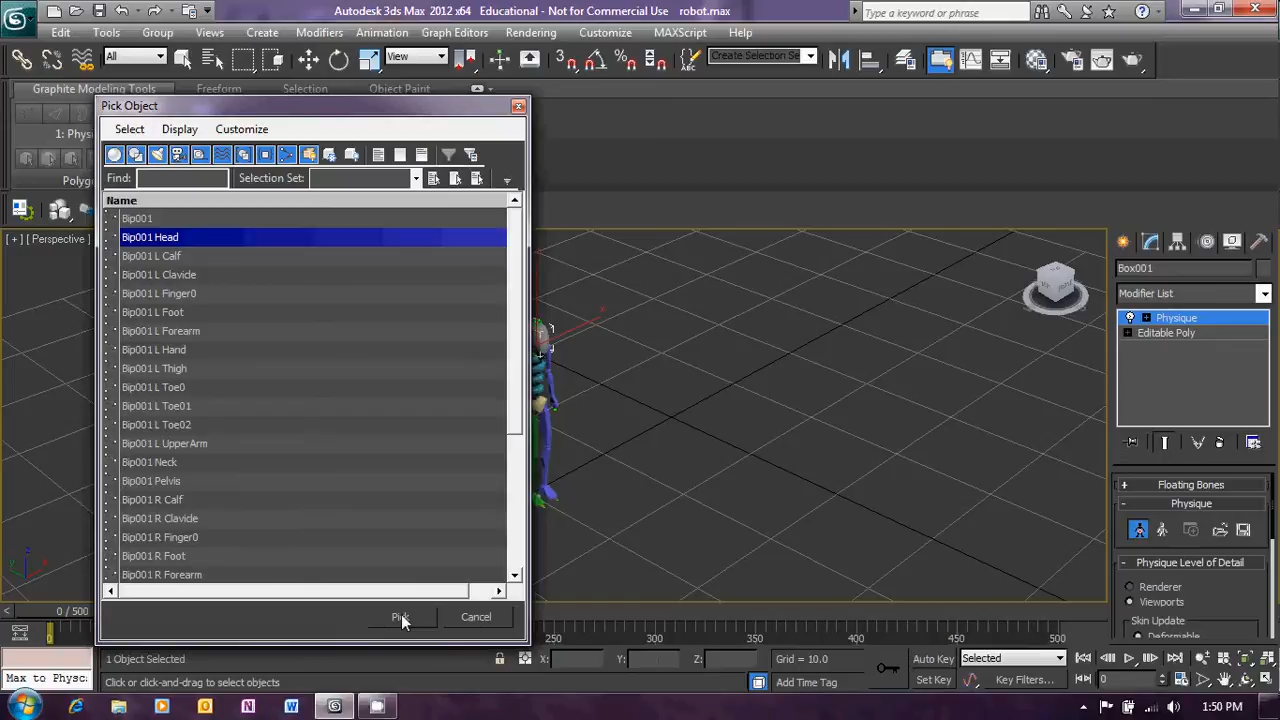 Autodesk 3ds Max 2012 x64    Educational - Not for Commercial Use    robot.max
Type a keyword or phrase
Edit Tools Group Views Create Modifiers Animation Graph Editors Rendering Customize MAXScript Help
All View Create Selection Se
Graphite Modeling Tools Freeform Selection Object Paint
1: Physi
Polyg
[ + ] [ Perspective ]
Pick Object
Select Display Customize
Find: Selection Set:
Name
Bip001
Bip001 Head
Bip001 L Calf
Bip001 L Clavicle
Bip001 L Finger0
Bip001 L Foot
Bip001 L Forearm
Bip001 L Hand
Bip001 L Thigh
Bip001 L Toe0
Bip001 L Toe01
Bip001 L Toe02
Bip001 L UpperArm
Bip001 Neck
Bip001 Pelvis
Bip001 R Calf
Bip001 R Clavicle
Bip001 R Finger0
Bip001 R Foot
Bip001 R Forearm
Pick Cancel
Box001
Modifier List
Physique
Editable Poly
+ Floating Bones
- Physique
- Physique Level of Detail
Renderer
Viewports
Skin Update
Deformable
0 / 500
250 300 350 400 450 500
1 Object Selected X: Y: Z: Grid = 10.0 Auto Key Selected
Max to Physc Click or click-and-drag to select objects Add Time Tag Set Key Key Filters... 0
1:50 PM